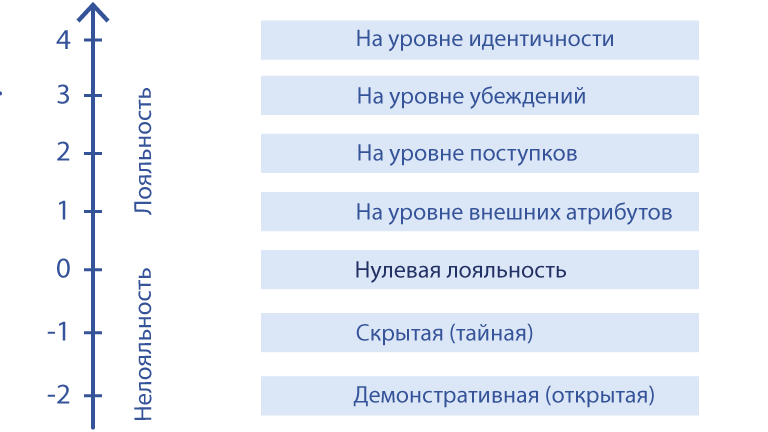 4 На уровне идентичности
3 На уровне убеждений
2 На уровне поступков
1 На уровне внешних атрибутов
0 Нулевая лояльность
-1 Скрытая (тайная)
-2 Демонстративная (открытая)
Лояльность
Нелояльность